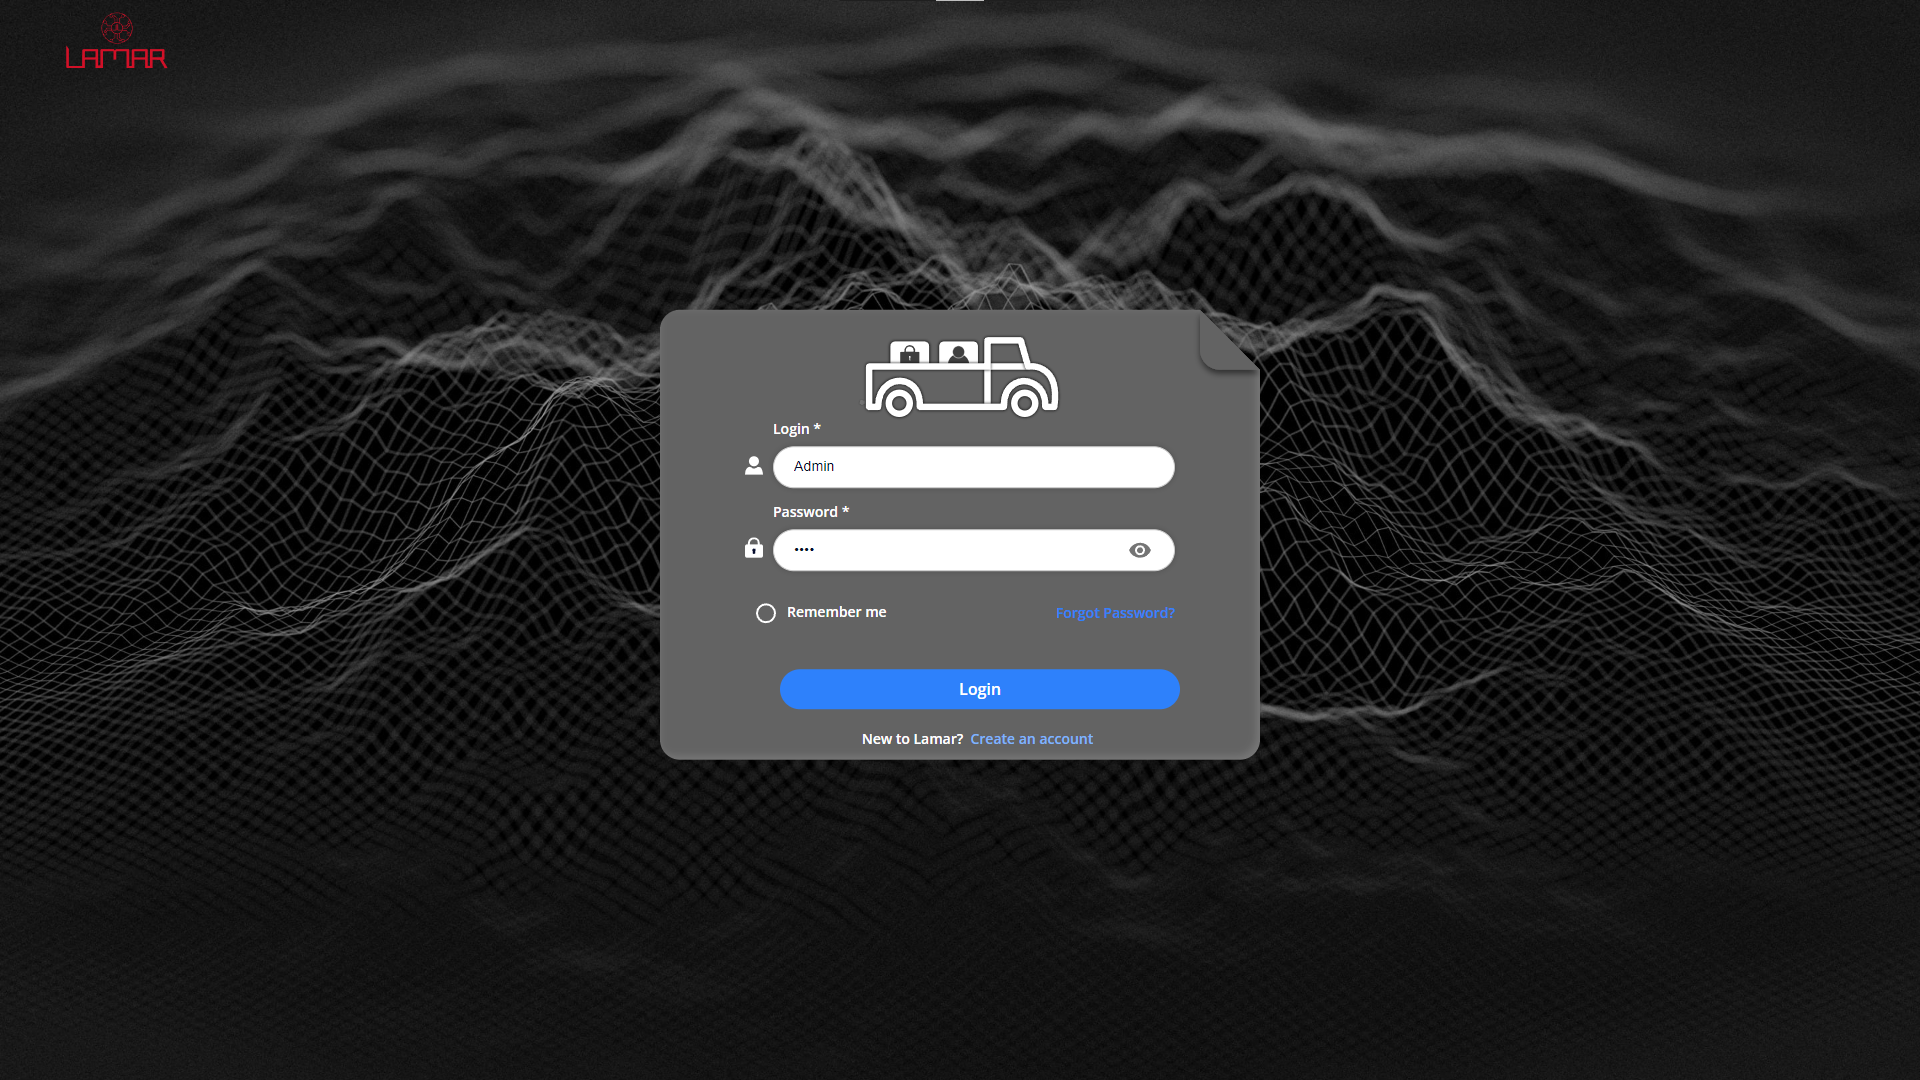 LAMAR
Login *
Admin
Password *
••••
Remember me
Forgot Password?
Login
New to Lamar? Create an account